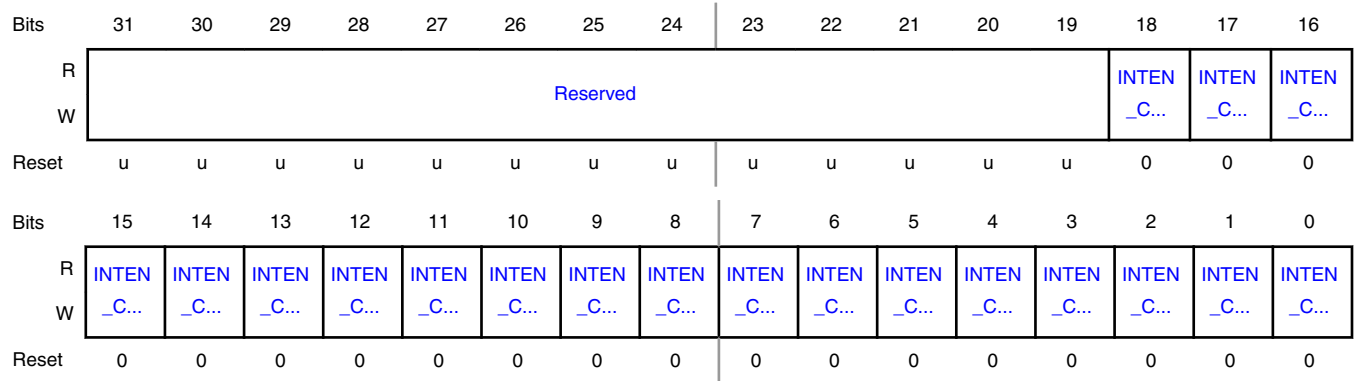 Bits 31 30 29 28 27 26 25 24 23 22 21 20 19 18 17 16
R Reserved INTEN INTEN INTEN
W _C... _C... _C...
Reset u u u u u u u u u u u u u 0 0 0
Bits 15 14 13 12 11 10 9 8 7 6 5 4 3 2 1 0
R INTEN INTEN INTEN INTEN INTEN INTEN INTEN INTEN INTEN INTEN INTEN INTEN INTEN INTEN INTEN INTEN
W _C... _C... _C... _C... _C... _C... _C... _C... _C... _C... _C... _C... _C... _C... _C... _C...
Reset 0 0 0 0 0 0 0 0 0 0 0 0 0 0 0 0